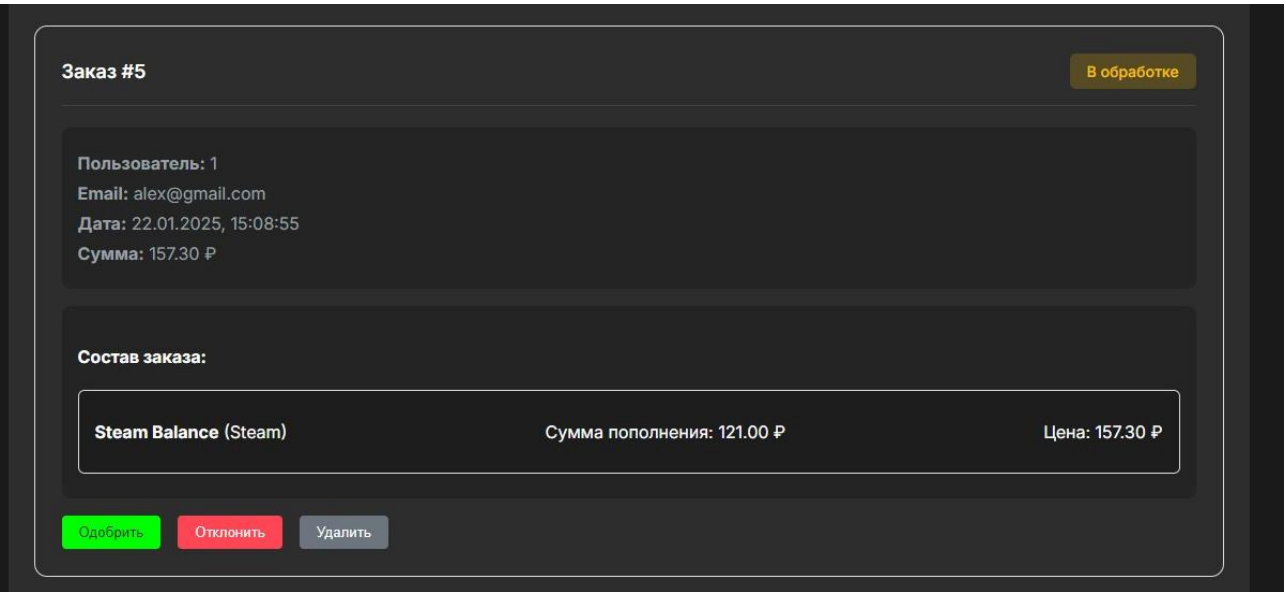 Заказ #5
В обработке
Пользователь: 1
Email: alex@gmail.com
Дата: 22.01.2025, 15:08:55
Сумма: 157.30 ₽
Состав заказа:
Steam Balance (Steam) Сумма пополнения: 121.00 ₽ Цена: 157.30 ₽
Одобрить Отклонить Удалить